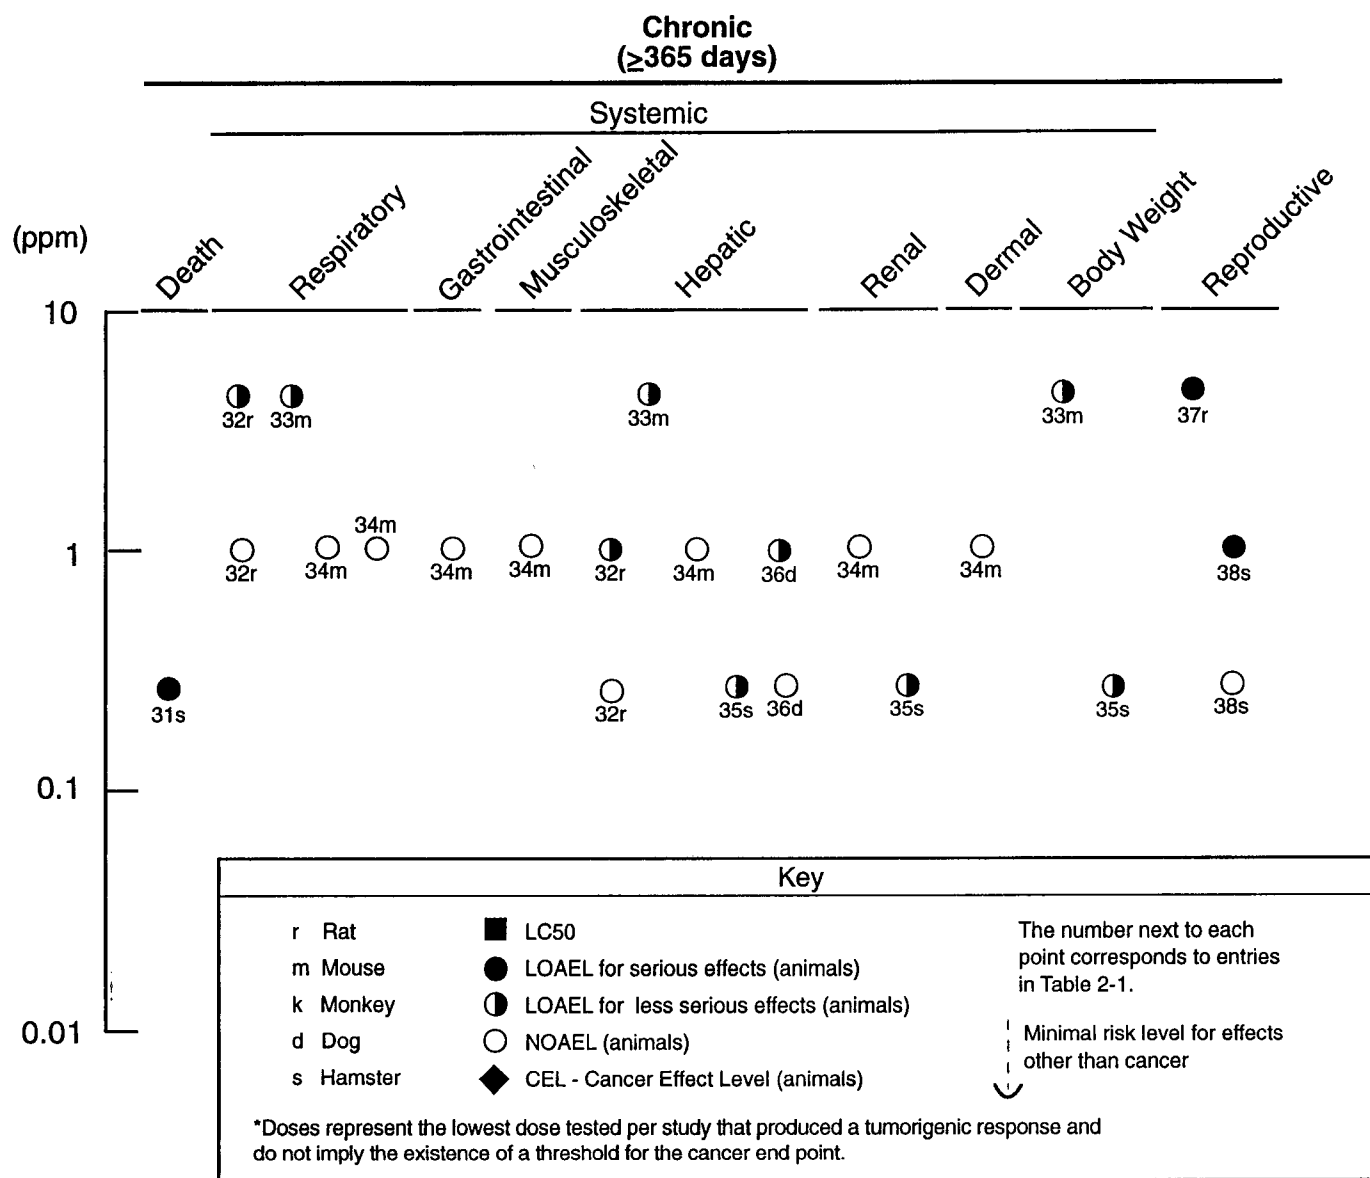 Chronic
(≥365 days)
Systemic
(ppm)
Death
Respiratory
Gastrointestinal
Musculoskeletal
Hepatic
Renal
Dermal
Body Weight
Reproductive
10
32r 33m 33m 33m 37r
34m
1
32r 34m 34m 34m 32r 34m 36d 34m 34m 38s
31s 32r 35s 36d 35s 35s 38s
0.1
0.01
Key
r Rat
m Mouse
k Monkey
d Dog
s Hamster
LC50
LOAEL for serious effects (animals)
LOAEL for less serious effects (animals)
NOAEL (animals)
CEL - Cancer Effect Level (animals)
The number next to each
point corresponds to entries
in Table 2-1.
Minimal risk level for effects
other than cancer
*Doses represent the lowest dose tested per study that produced a tumorigenic response and
do not imply the existence of a threshold for the cancer end point.